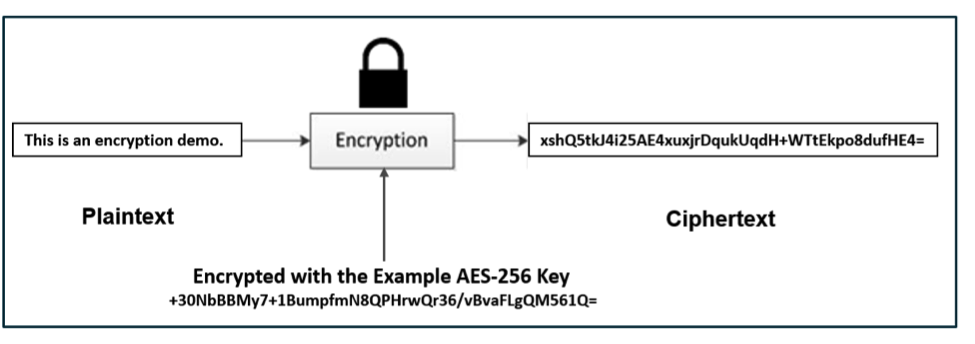 This is an encryption demo.
Encryption
xshQ5tkJ4i25AE4xuxjrDqukUqdH+WTtEkpo8dufHE4=
Plaintext
Ciphertext
Encrypted with the Example AES-256 Key
+30NbBBMy7+1BumpfmN8QPHrwQr36/vBvaFLgQM561Q=